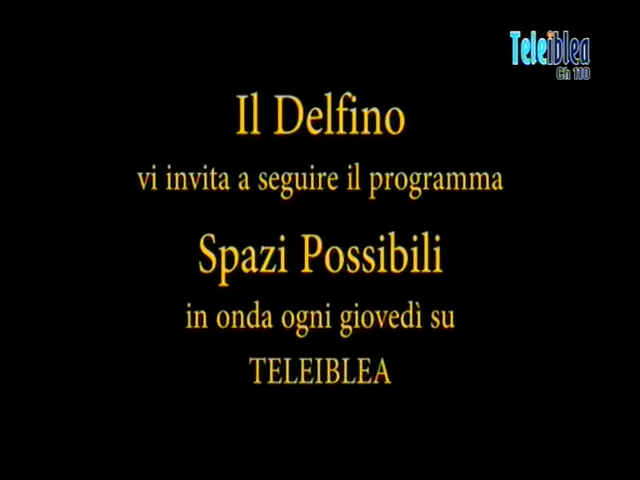 Teleiblea
Ch 110
Il Delfino
vi invita a seguire il programma
Spazi Possibili
in onda ogni giovedì su
TELEIBLEA